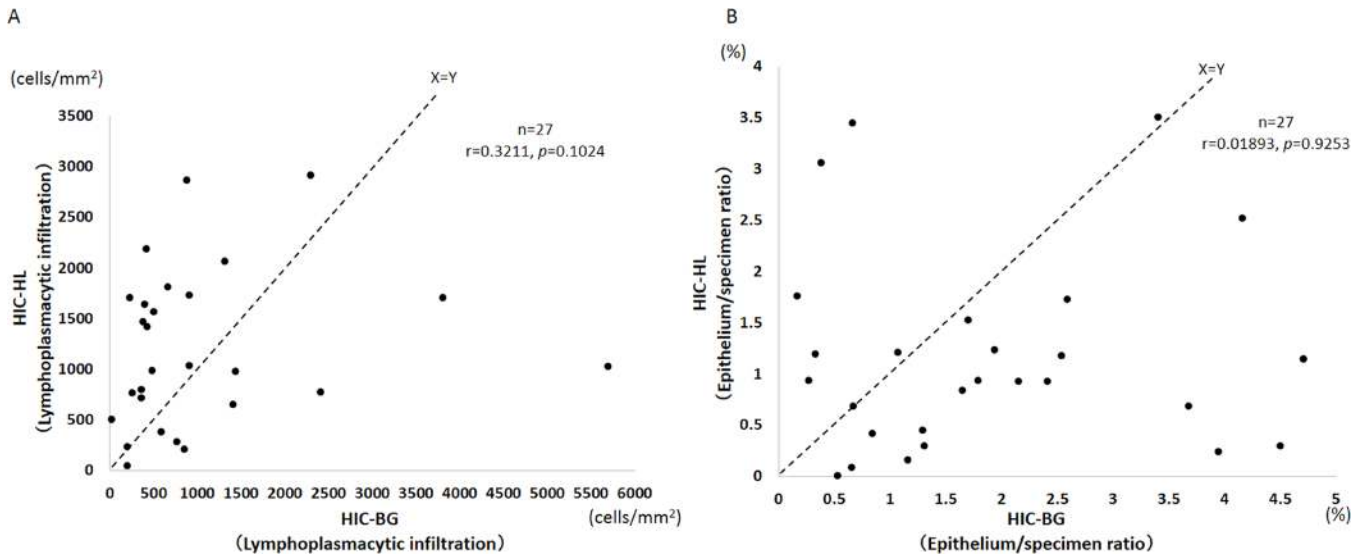 A
(cells/mm²)
X=Y
3500
n=27
r=0.3211, p=0.1024
3000
2500
2000
1500
1000
500
0
HIC-HL
(Lymphoplasmacytic infiltration)
0 500 1000 1500 2000 2500 3000 3500 4000 4500 5000 5500 6000
HIC-BG
(cells/mm²)
(Lymphoplasmacytic infiltration)
B
(%)
X=Y
4
n=27
r=0.01893, p=0.9253
3.5
3
2.5
2
1.5
1
0.5
0
HIC-HL
(Epithelium/specimen ratio)
0 0.5 1 1.5 2 2.5 3 3.5 4 4.5 5
HIC-BG
(%)
(Epithelium/specimen ratio)